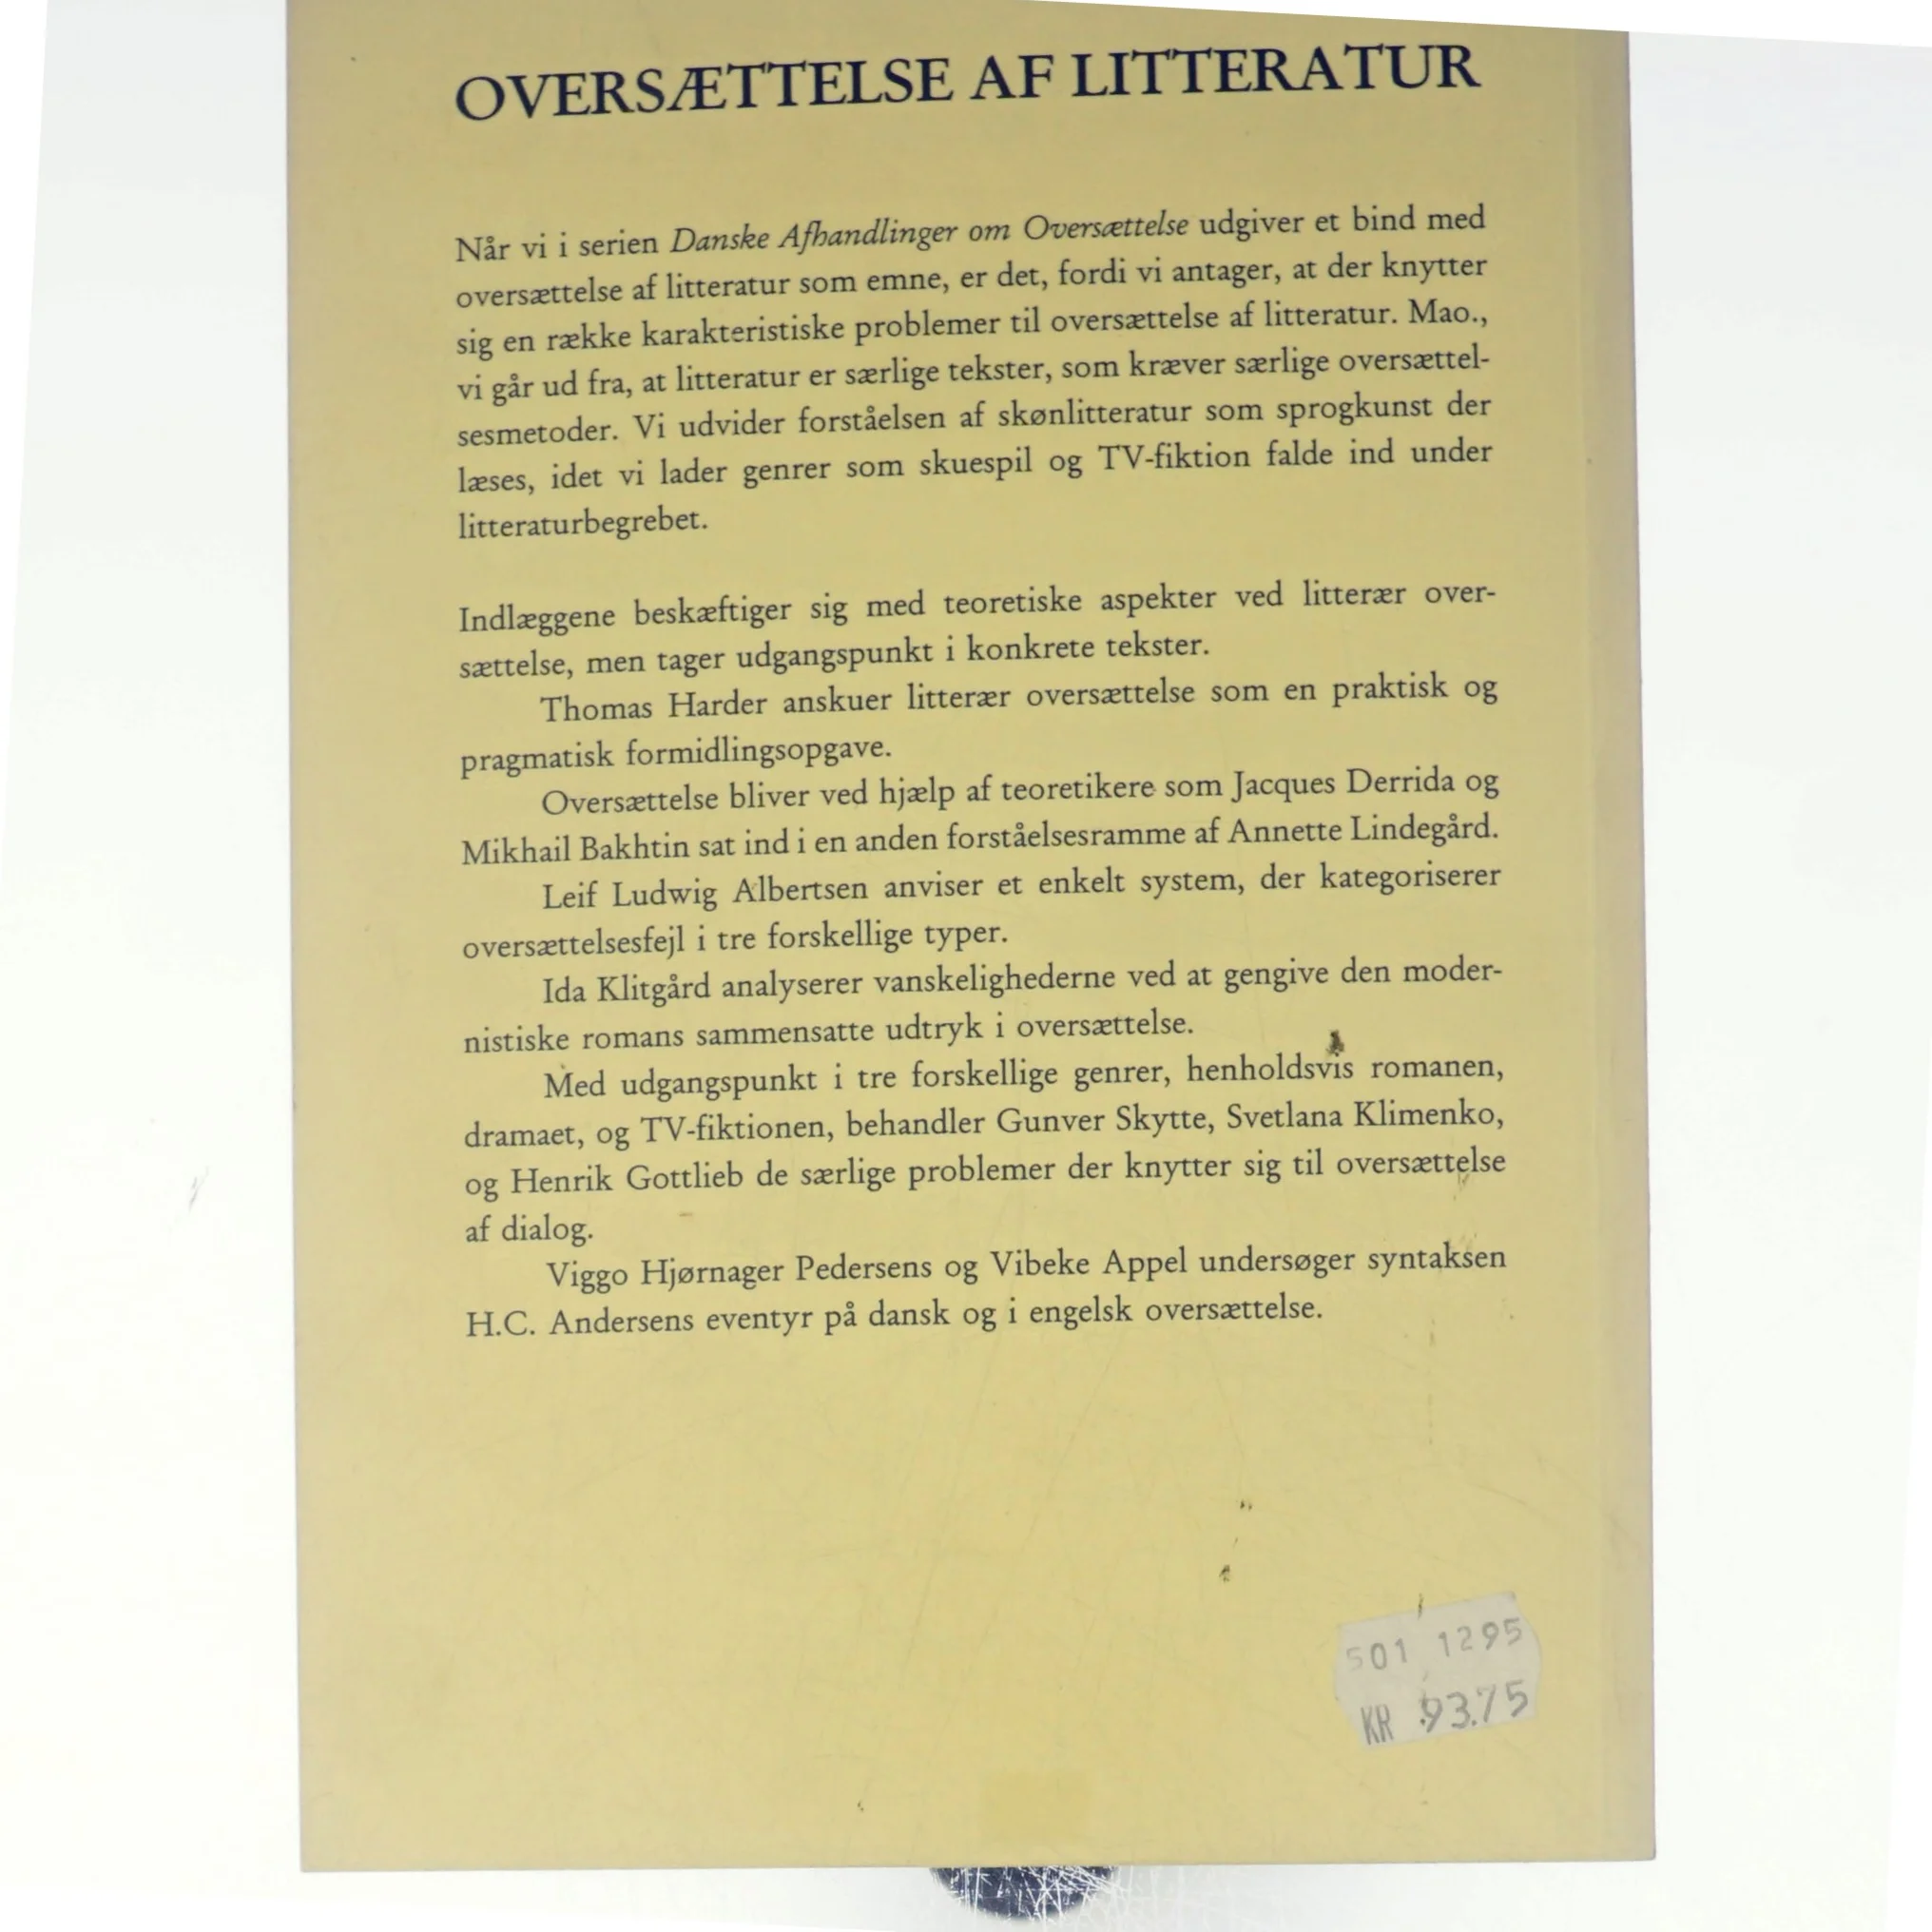 OVERSÆTTELSE AF LITTERATUR
Når vi i serien Danske Afhandlinger om Oversættelse udgiver et bind med
oversættelse af litteratur som emne, er det, fordi vi antager, at der knytter
sig en række karakteristiske problemer til oversættelse af litteratur. Mao.,
vi går ud fra, at litteratur er særlige tekster, som kræver særlige oversættel-
sesmetoder. Vi udvider forståelsen af skønlitteratur som sprogkunst der
læses, idet vi lader genrer som skuespil og TV-fiktion falde ind under
litteraturbegrebet.
Indlæggene beskæftiger sig med teoretiske aspekter ved litterær over-
sættelse, men tager udgangspunkt i konkrete tekster.
Thomas Harder anskuer litterær oversættelse som en praktisk og
pragmatisk formidlingsopgave.
Oversættelse bliver ved hjælp af teoretikere som Jacques Derrida og
Mikhail Bakhtin sat ind i en anden forståelsesramme af Annette Lindegård.
Leif Ludwig Albertsen anviser et enkelt system, der kategoriserer
oversættelsesfejl i tre forskellige typer.
Ida Klitgård analyserer vanskelighederne ved at gengive den moder-
nistiske romans sammensatte udtryk i oversættelse.
Med udgangspunkt i tre forskellige genrer, henholdsvis romanen,
dramaet, og TV-fiktionen, behandler Gunver Skytte, Svetlana Klimenko,
og Henrik Gottlieb de særlige problemer der knytter sig til oversættelse
af dialog.
Viggo Hjørnager Pedersens og Vibeke Appel undersøger syntaksen
H.C. Andersens eventyr på dansk og i engelsk oversættelse.
501 1295
KR 93.75